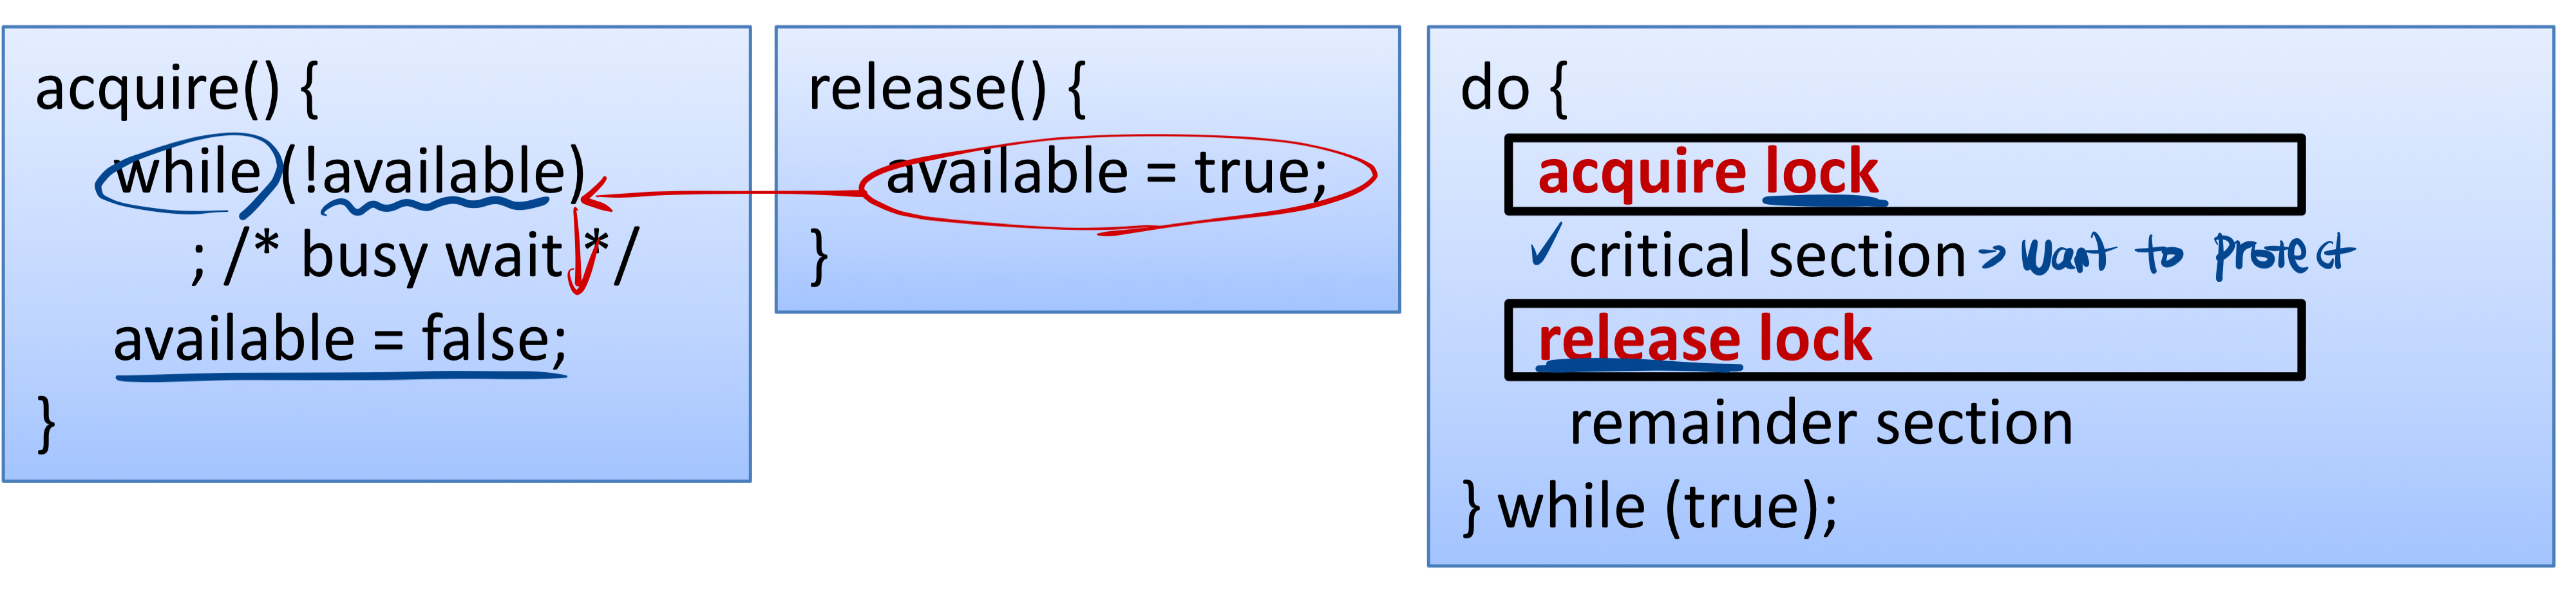 acquire() {
while (!available)
; /* busy wait */
available = false;
}
release() {
available = true;
}
do {
acquire lock
critical section → want to protect
release lock
remainder section
} while (true);